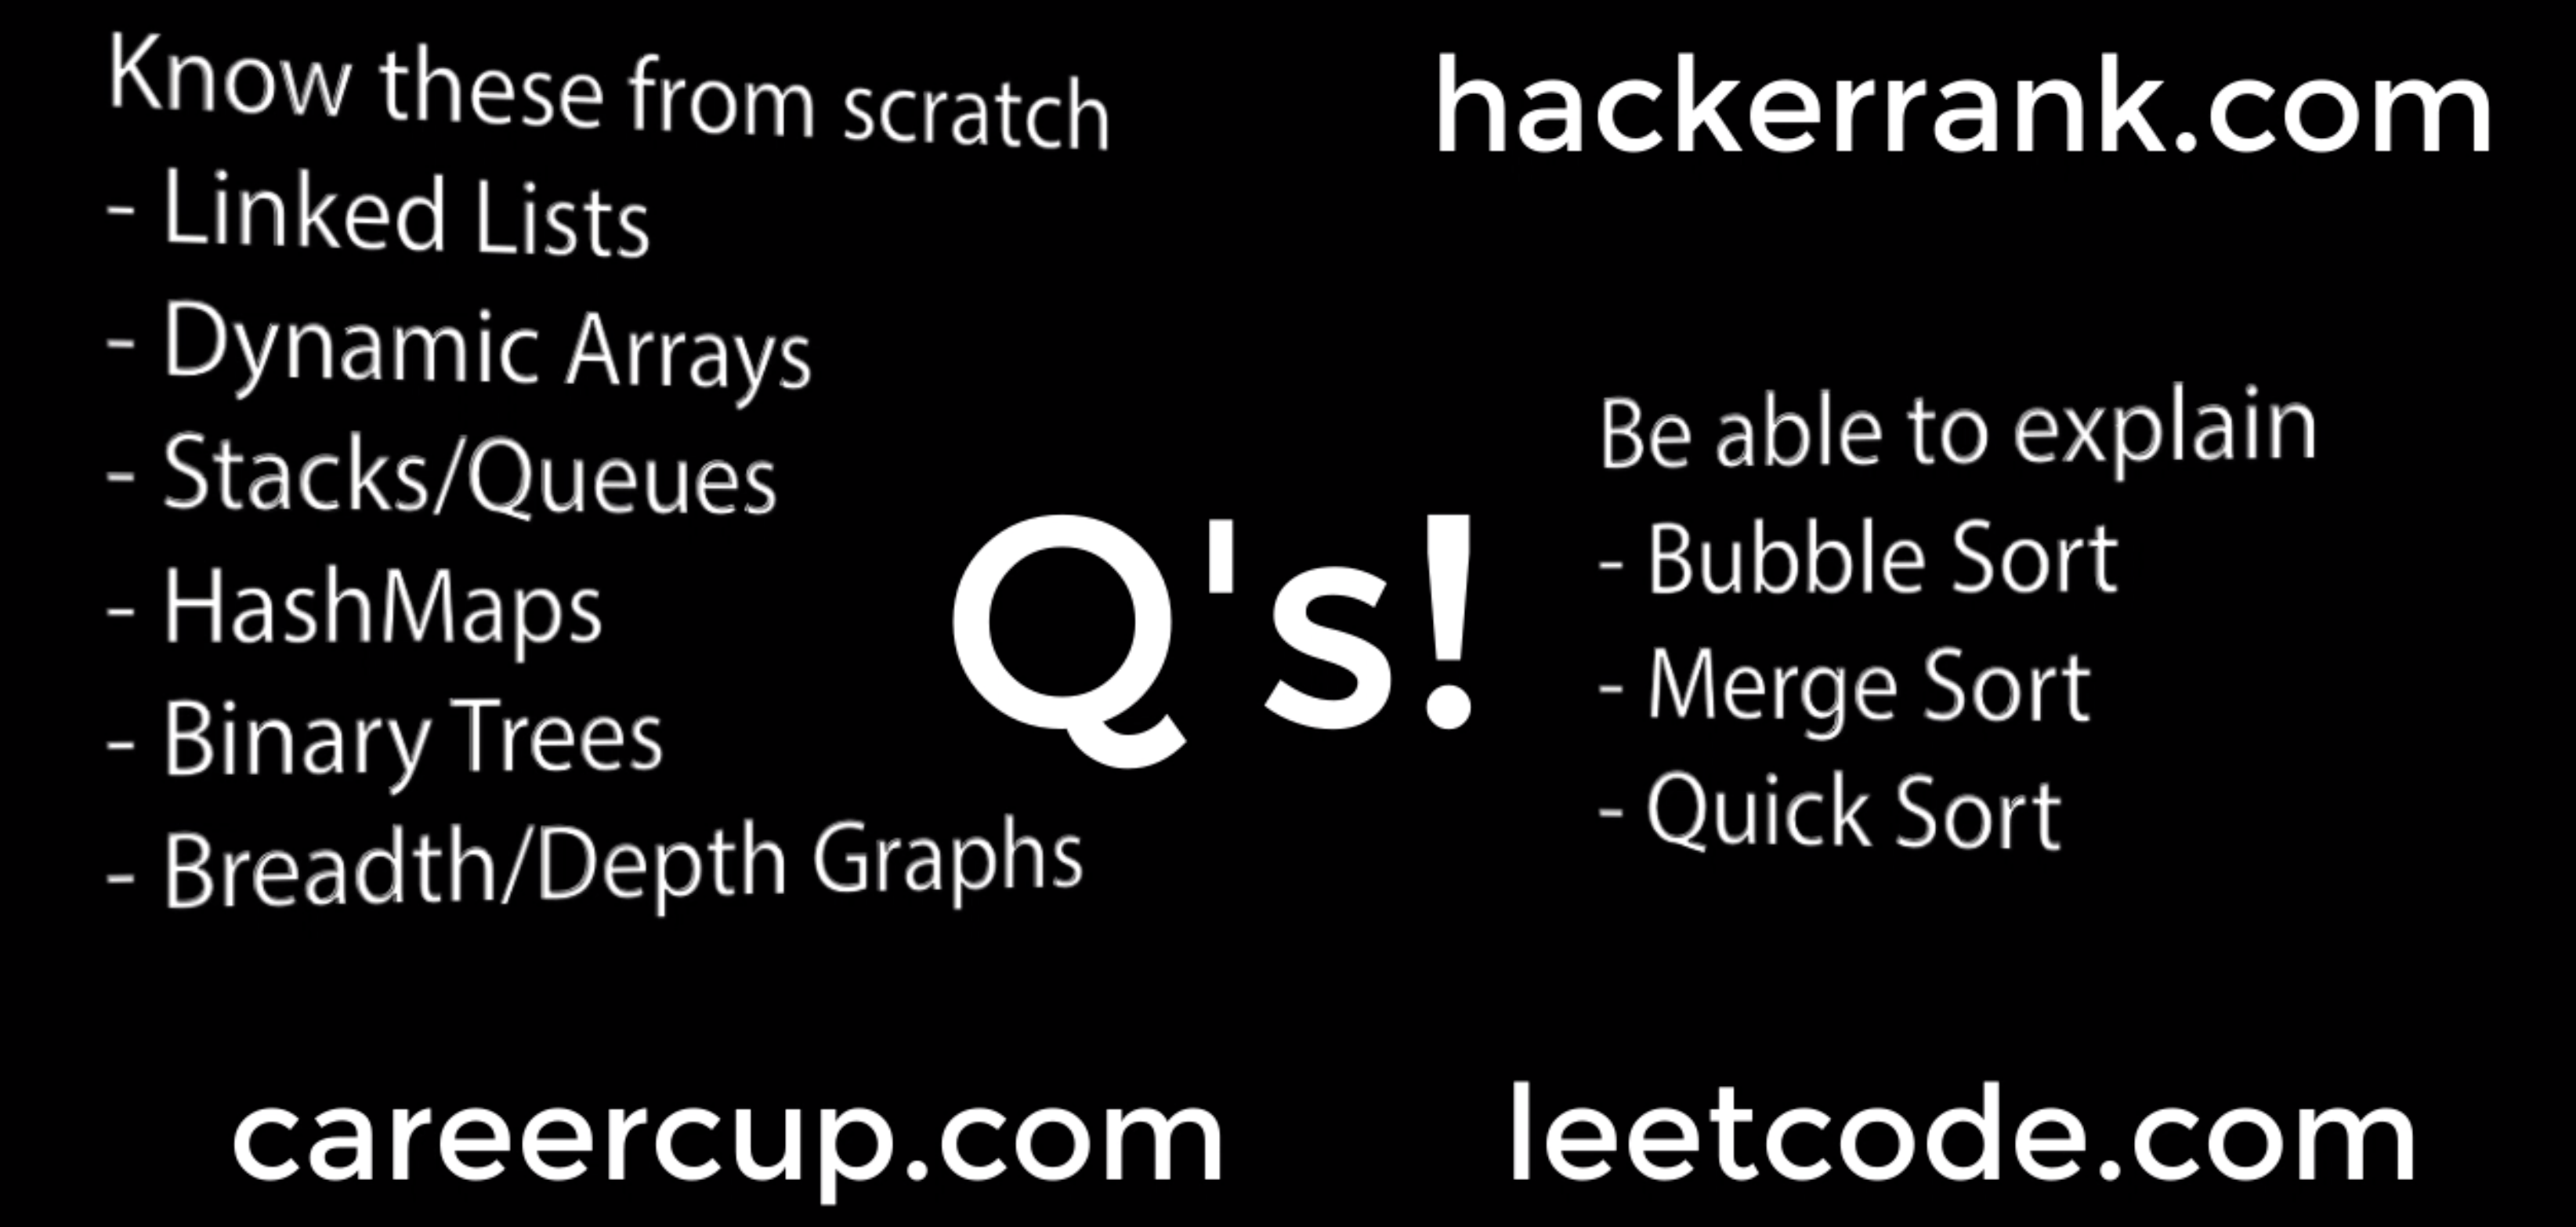 Know these from scratch
- Linked Lists
- Dynamic Arrays
- Stacks/Queues
- HashMaps
- Binary Trees
- Breadth/Depth Graphs
hackerrank.com
Q's!
Be able to explain
- Bubble Sort
- Merge Sort
- Quick Sort
careercup.com
leetcode.com